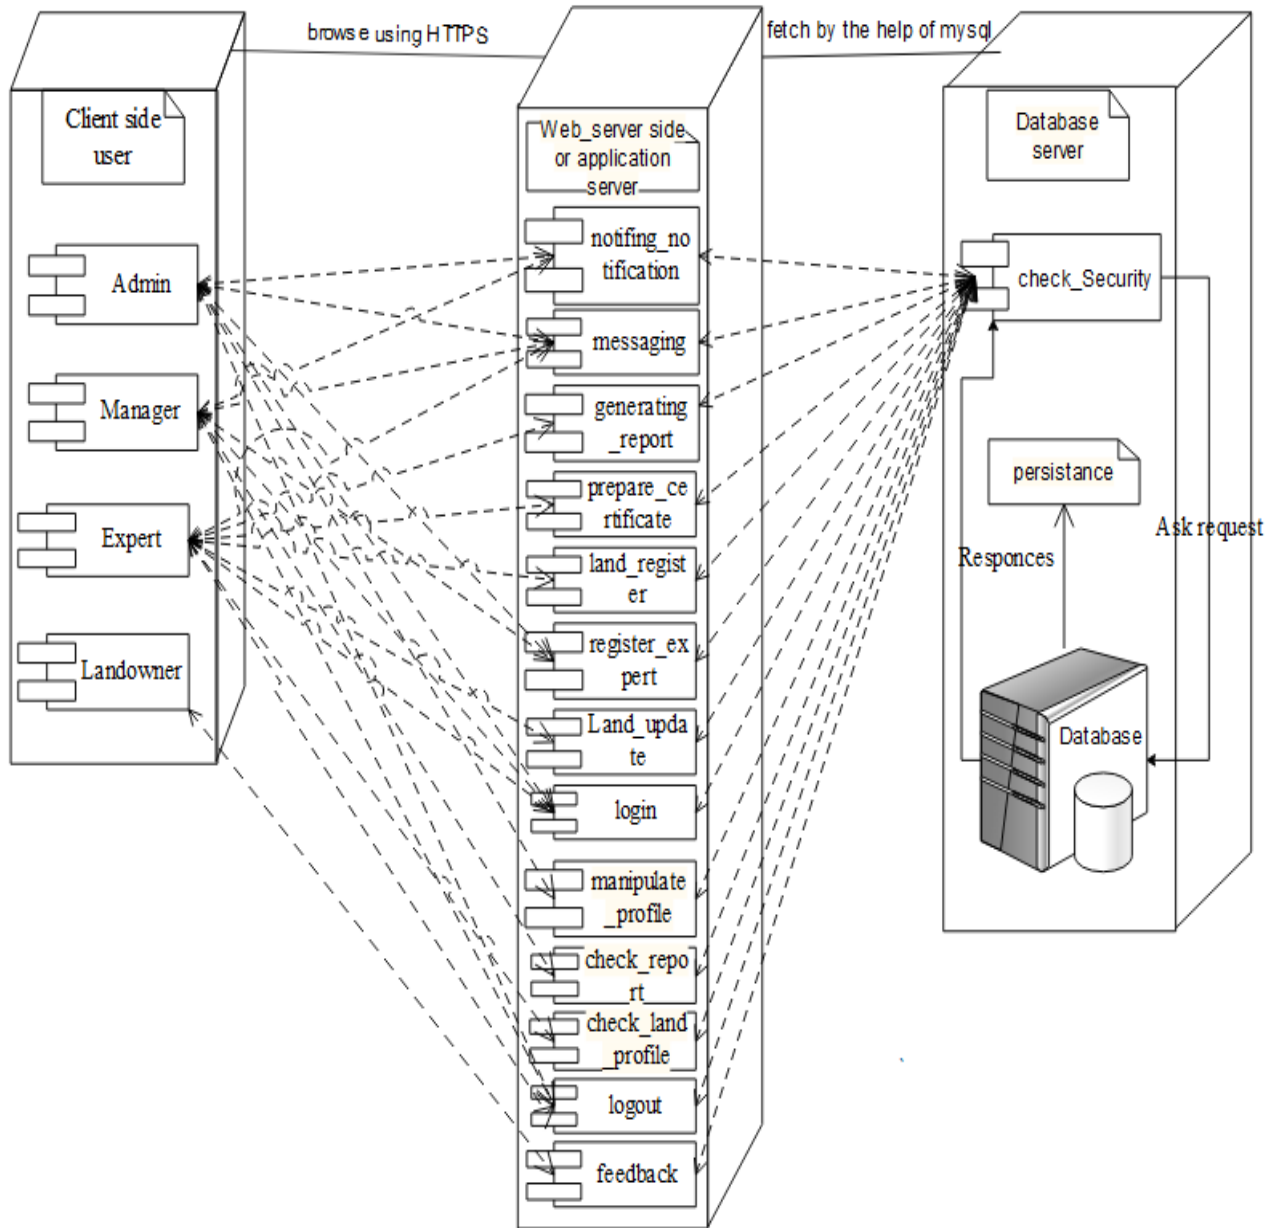 browse using HTTPS
fetch by the help of mysql
Client side
user
Admin
Manager
Expert
Landowner
Web_server side
or application
server
notifing_no
tification
messaging
generating
_report
prepare_ce
rtificate
land_regist
er
register_ex
pert
Land_upda
te
login
manipulate
_profile
check_repo
rt
check_land
_profile
logout
feedback
Database
server
check_Security
persistance
Ask request
Responces
Database